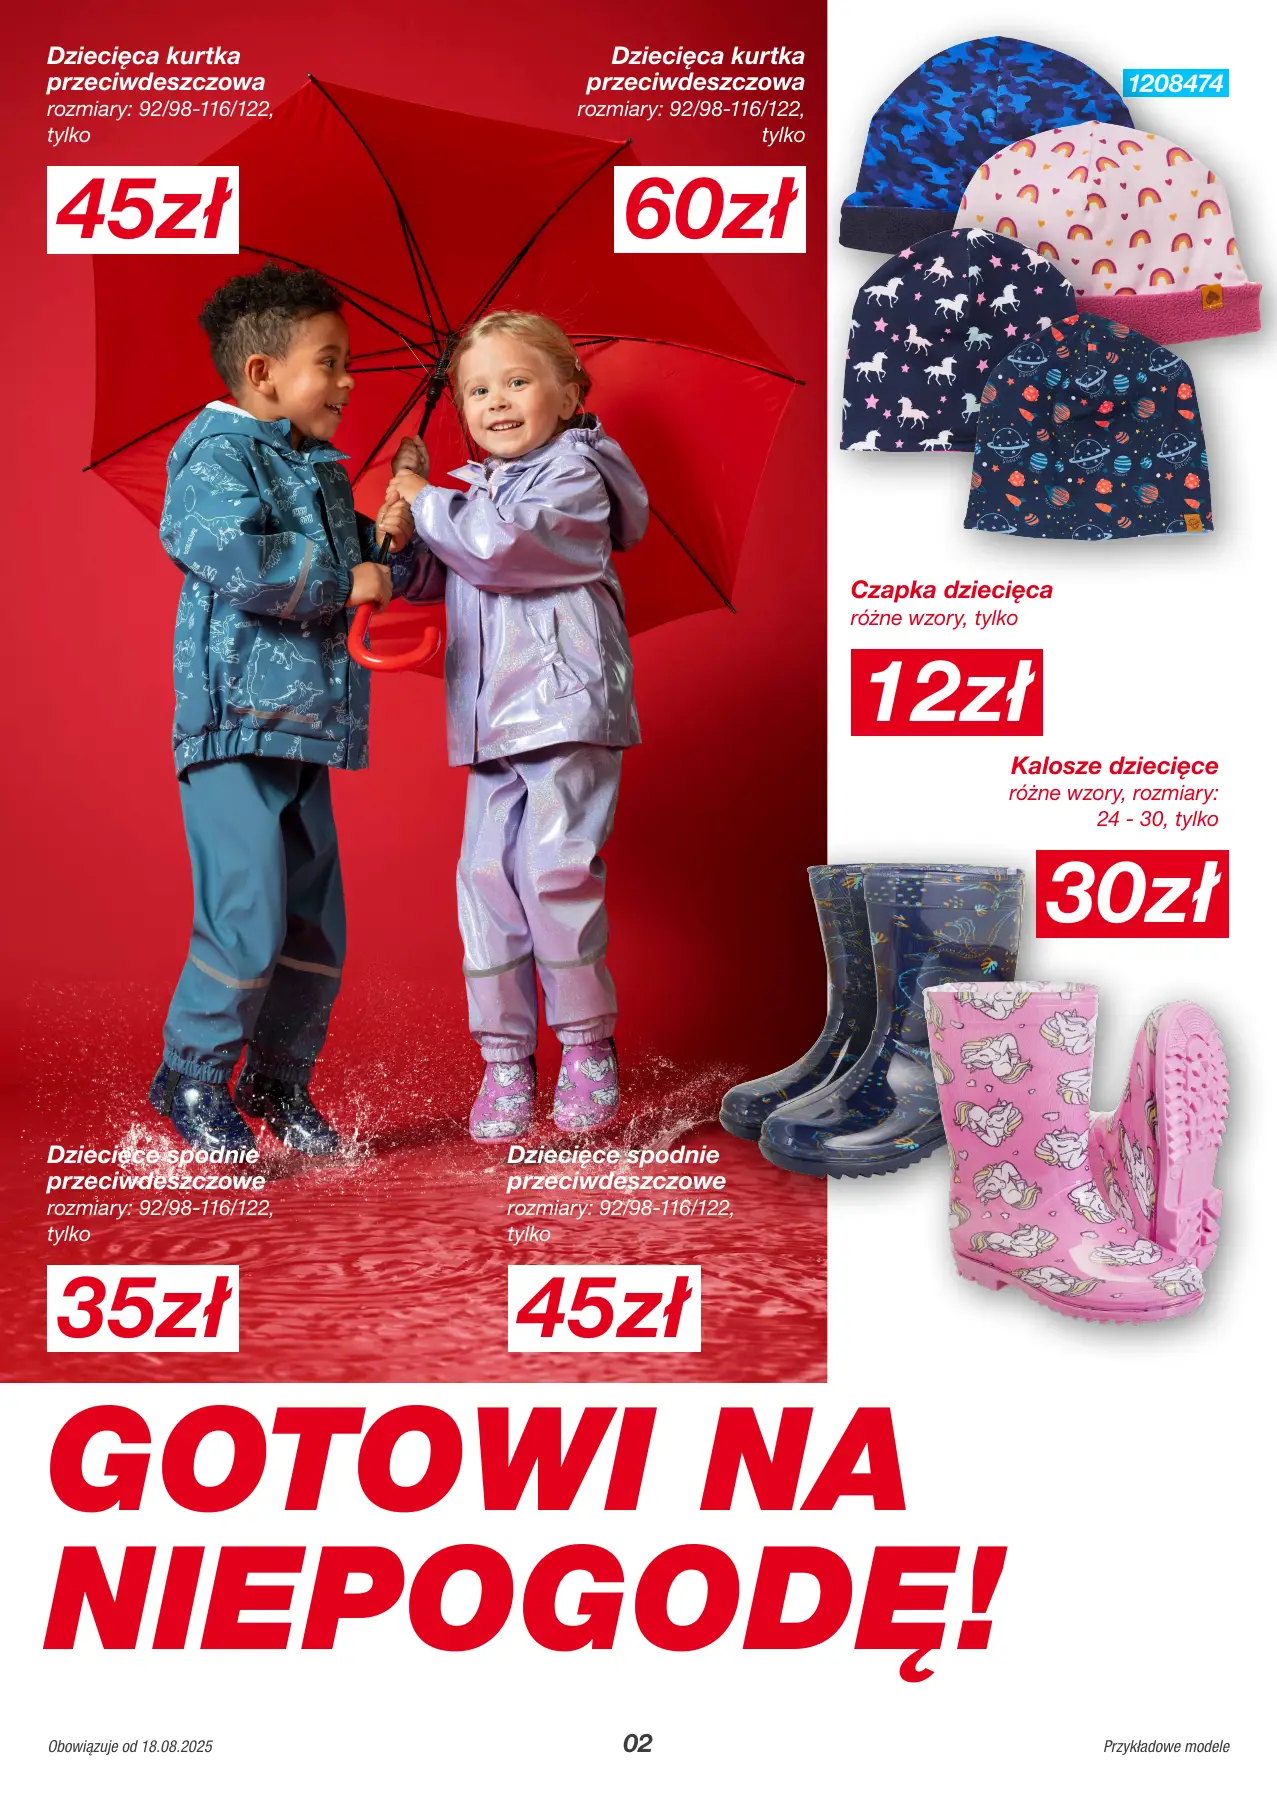 Dziecięca kurtka
przeciwdeszczowa
rozmiary: 92/98-116/122,
tylko
45zł
Dziecięca kurtka
przeciwdeszczowa
rozmiary: 92/98-116/122,
tylko
60zł
1208474
Czapka dziecięca
różne wzory, tylko
12zł
Kalosze dziecięce
różne wzory, rozmiary:
24 - 30, tylko
30zł
Dziecięce spodnie
przeciwdeszczowe
rozmiary: 92/98-116/122,
tylko
35zł
Dziecięce spodnie
przeciwdeszczowe
rozmiary: 92/98-116/122,
tylko
45zł
GOTOWI NA
NIEPOGODĘ!
Obowiązuje od 18.08.2025
02
Przykładowe modele